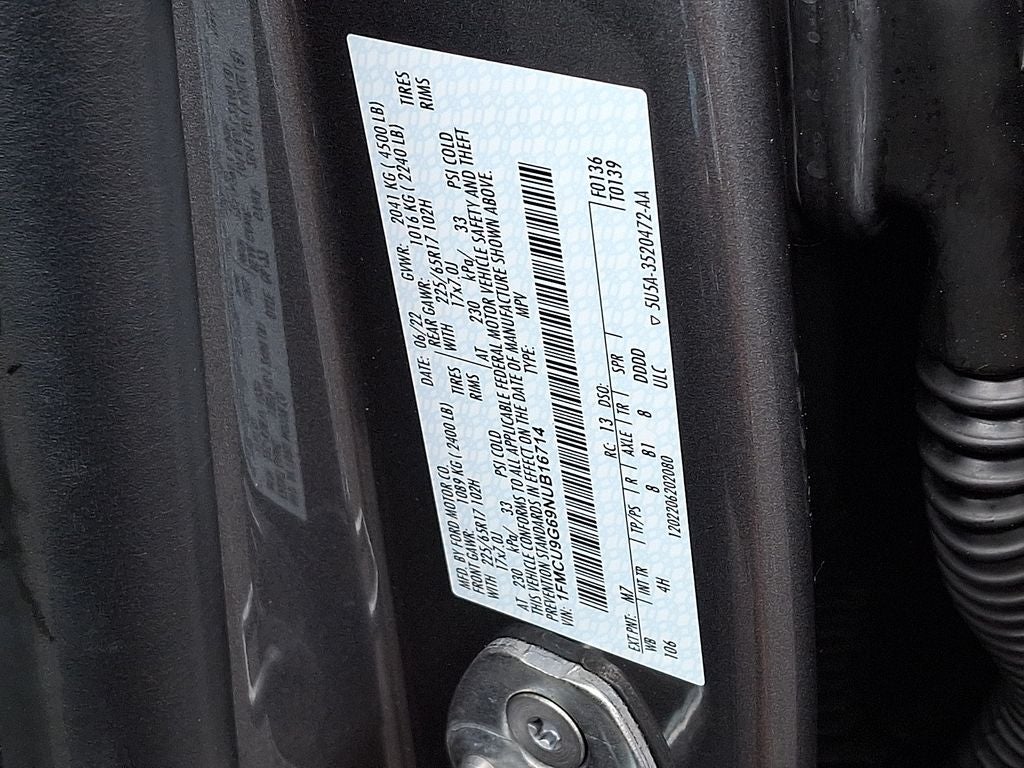 MFD. BY FORD MOTOR CO. DATE: 06/22 GVWR: 2041 KG ( 4500 LB)
FRONT GAWR: 1089 KG ( 2400 LB) REAR GAWR: 1016 KG ( 2240 LB)
WITH 225/65R17 102H TIRES WITH 225/65R17 102H TIRES
17x7.0J RIMS 17x7.0J RIMS
AT 230 kPa/ 33 PSI COLD AT 230 kPa/ 33 PSI COLD
THIS VEHICLE CONFORMS TO ALL APPLICABLE FEDERAL MOTOR VEHICLE SAFETY AND THEFT
PREVENTION STANDARDS IN EFFECT ON THE DATE OF MANUFACTURE SHOWN ABOVE.
VIN: 1FMCU9G69NUB16714 TYPE: MPV
F0136
T0139
EXT PNT: M7 RC: 13 DSO:
WB | INT TR | TP/PS | R | AXLE | TR | SPR |
106 4H 8 B1 8 DDDD
ULC
1202206202080
▽ 5U5A-3520472-AA